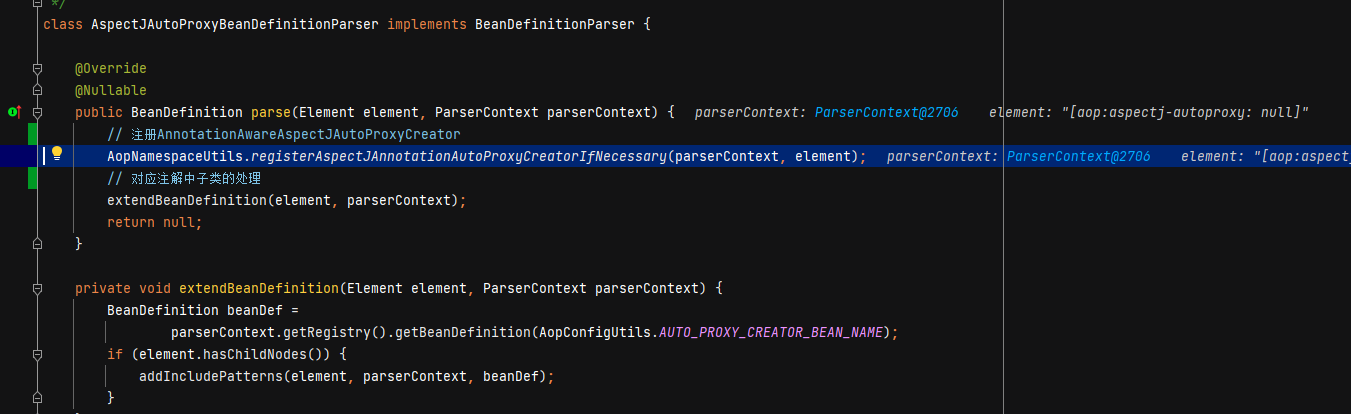 */
class AspectJAutoProxyBeanDefinitionParser implements BeanDefinitionParser {
@Override
@Nullable
public BeanDefinition parse(Element element, ParserContext parserContext) { parserContext: ParserContext@2706 element: "[aop:aspectj-autoproxy: null]"
// 注册AnnotationAwareAspectJAutoProxyCreator
AopNamespaceUtils.registerAspectJAnnotationAutoProxyCreatorIfNecessary(parserContext, element); parserContext: ParserContext@2706 element: "[aop:aspectj
// 对应注解中子类的处理
extendBeanDefinition(element, parserContext);
return null;
}
private void extendBeanDefinition(Element element, ParserContext parserContext) {
BeanDefinition beanDef =
parserContext.getRegistry().getBeanDefinition(AopConfigUtils.AUTO_PROXY_CREATOR_BEAN_NAME);
if (element.hasChildNodes()) {
addIncludePatterns(element, parserContext, beanDef);
}